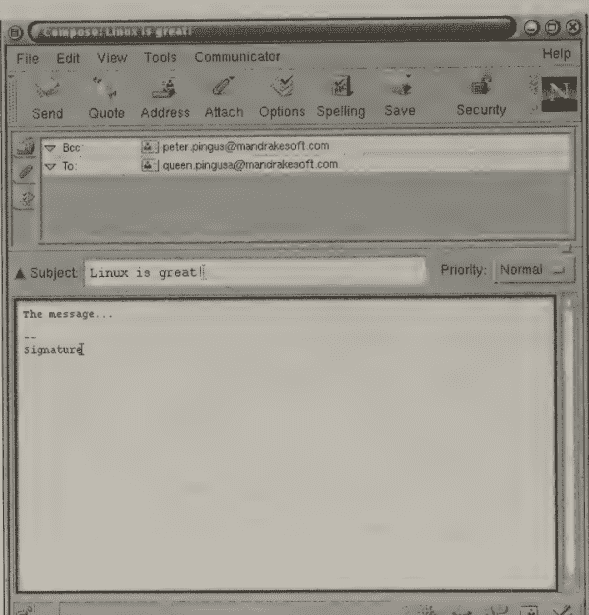 Compose: Linux is great!
File Edit View Tools Communicator Help
Send Quote Address Attach Options Spelling Save Security
N
Bcc: peter.pingus@mandrakesoft.com
To: queen.pingusa@mandrakesoft.com
Subject: Linux is great!
Priority: Normal
The message...
--
Signature